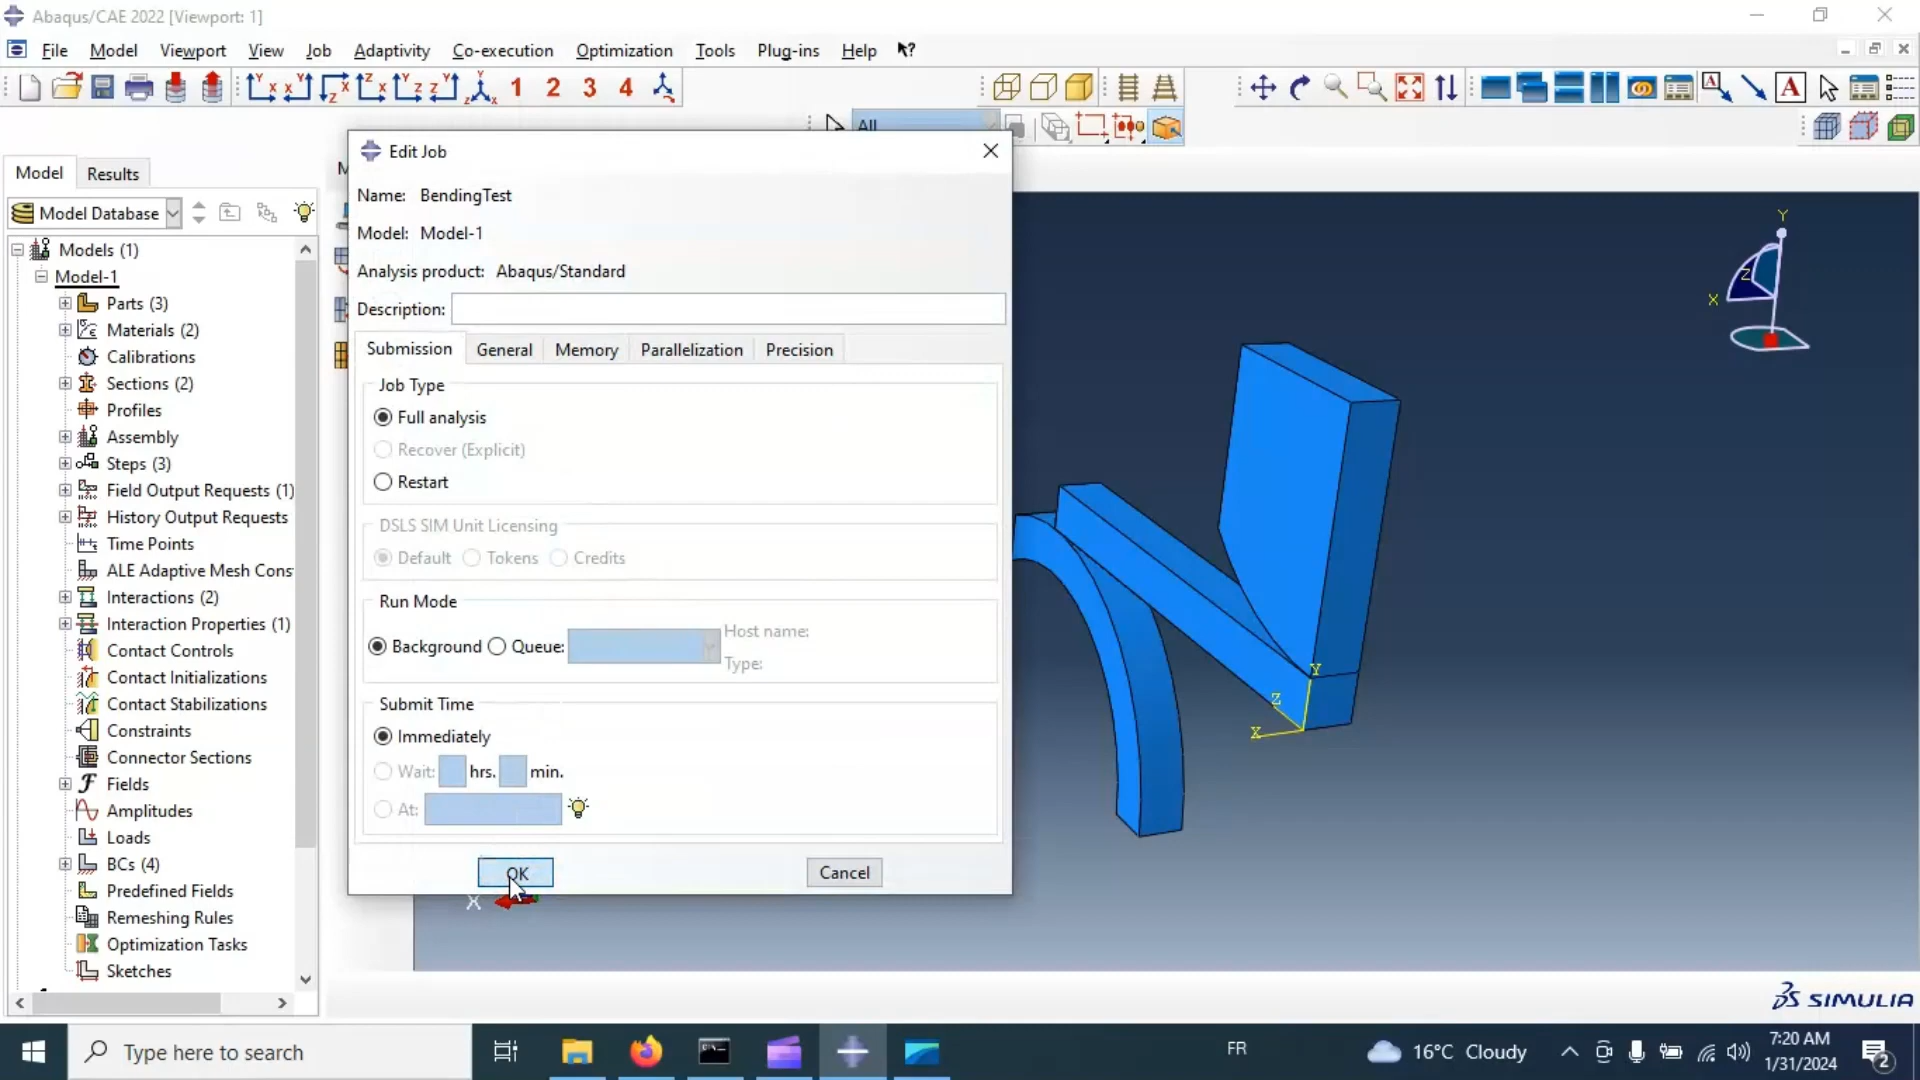 Abaqus/CAE 2022 [Viewport: 1]
File Model Viewport View Job Adaptivity Co-execution Optimization Tools Plug-ins Help
1 2 3 4
All
Model Results
Model Database
Models (1)
Model-1
Parts (3)
Materials (2)
Calibrations
Sections (2)
Profiles
Assembly
Steps (3)
Field Output Requests (1)
History Output Requests
Time Points
ALE Adaptive Mesh Cons
Interactions (2)
Interaction Properties (1)
Contact Controls
Contact Initializations
Contact Stabilizations
Constraints
Connector Sections
Fields
Amplitudes
Loads
BCs (4)
Predefined Fields
Remeshing Rules
Optimization Tasks
Sketches
Edit Job
Name: BendingTest
Model: Model-1
Analysis product: Abaqus/Standard
Description:
Submission General Memory Parallelization Precision
Job Type
Full analysis
Recover (Explicit)
Restart
DSLS SIM Unit Licensing
Default Tokens Credits
Run Mode
Background Queue: Host name:
Type:
Submit Time
Immediately
Wait: hrs. min.
At:
OK Cancel
X
Y
Z
X
Y
Z
X
SIMULIA
Type here to search
FR
16°C Cloudy
7:20 AM
1/31/2024
2